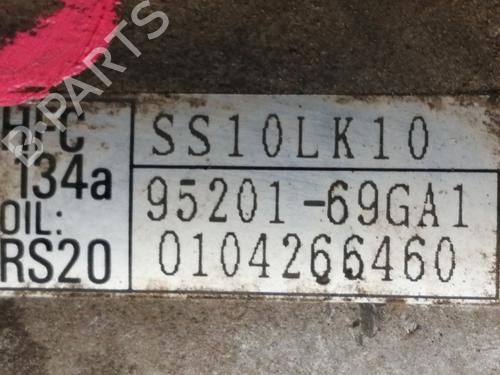 HFC
134a
OIL:
RS20
SS10LK10
95201-69GA1
0104266460
B-PARTS